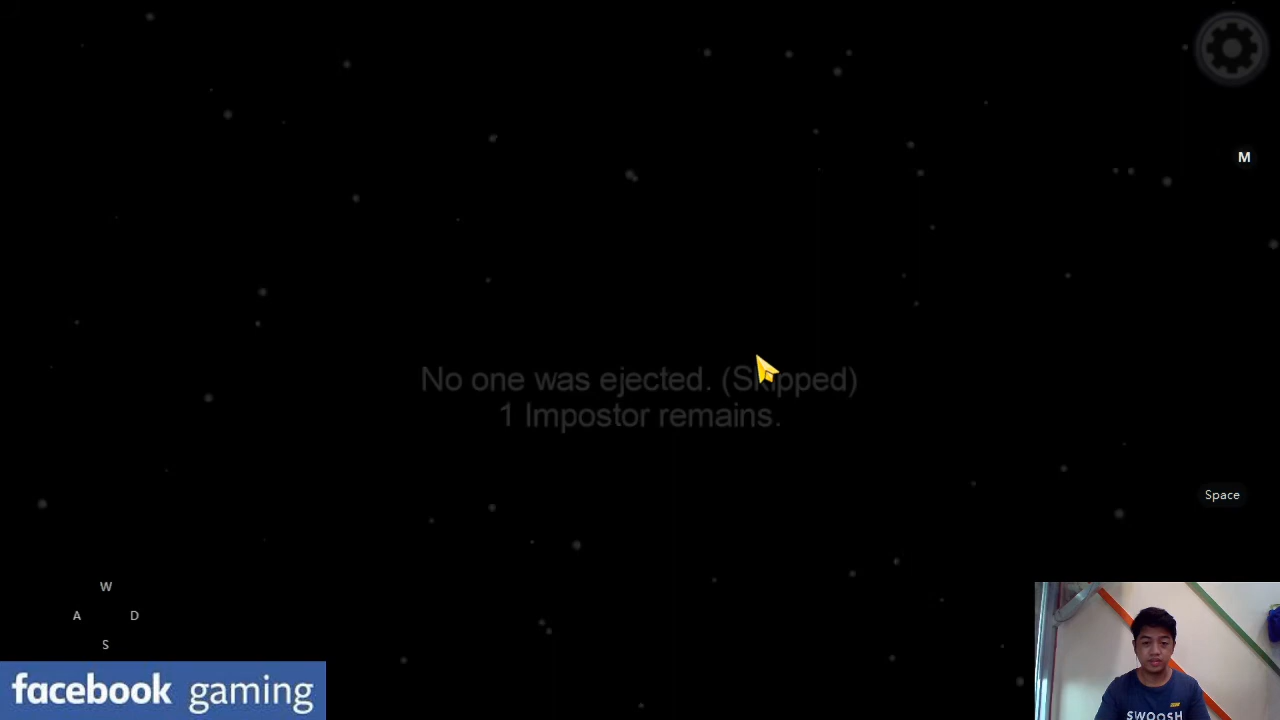 M
No one was ejected. (Skipped)
1 Impostor remains.
Space
W
A D
S
facebook gaming
SWOOSH